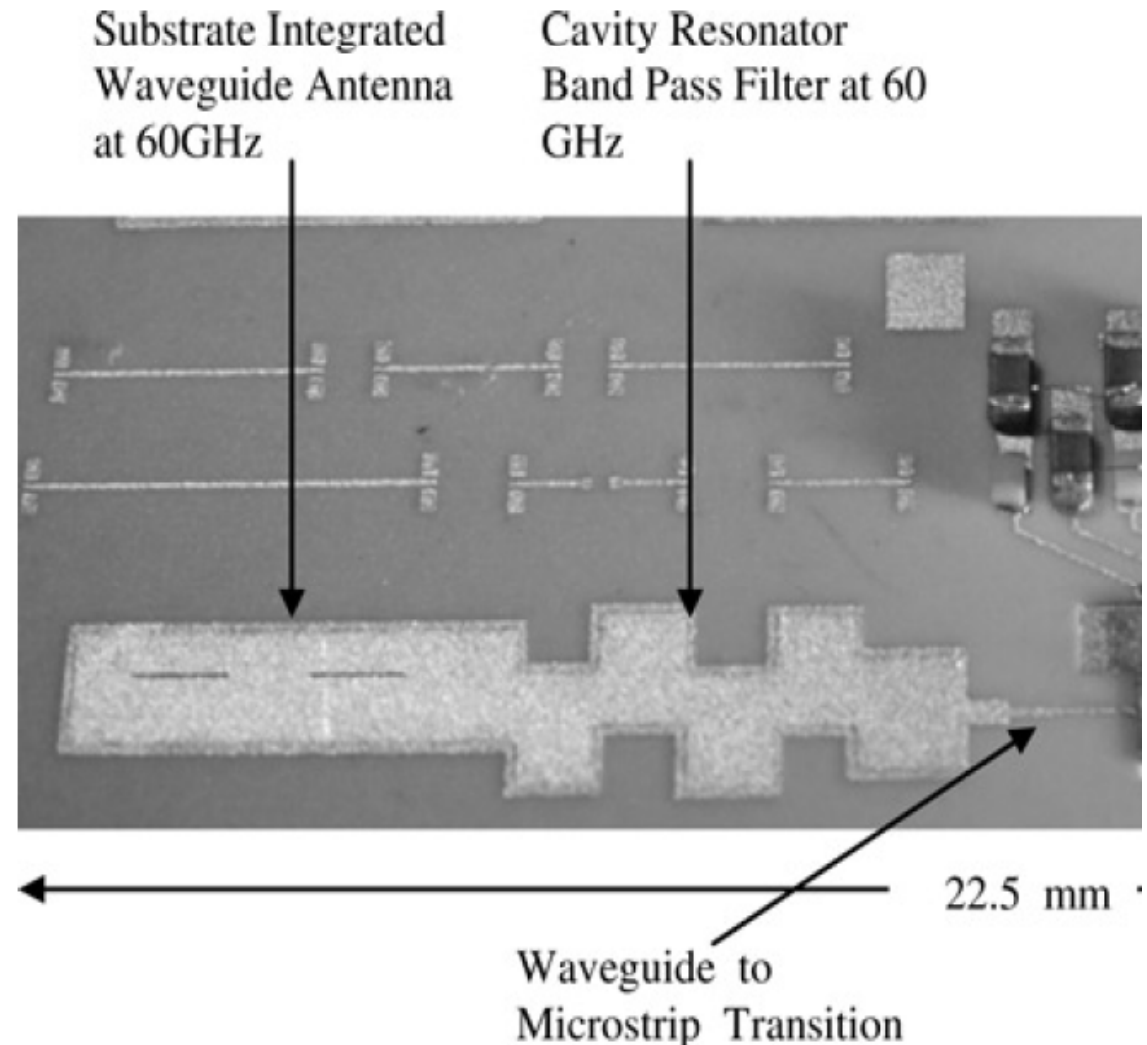 Substrate Integrated
Waveguide Antenna
at 60GHz
Cavity Resonator
Band Pass Filter at 60
GHz
22.5 mm
Waveguide to
Microstrip Transition